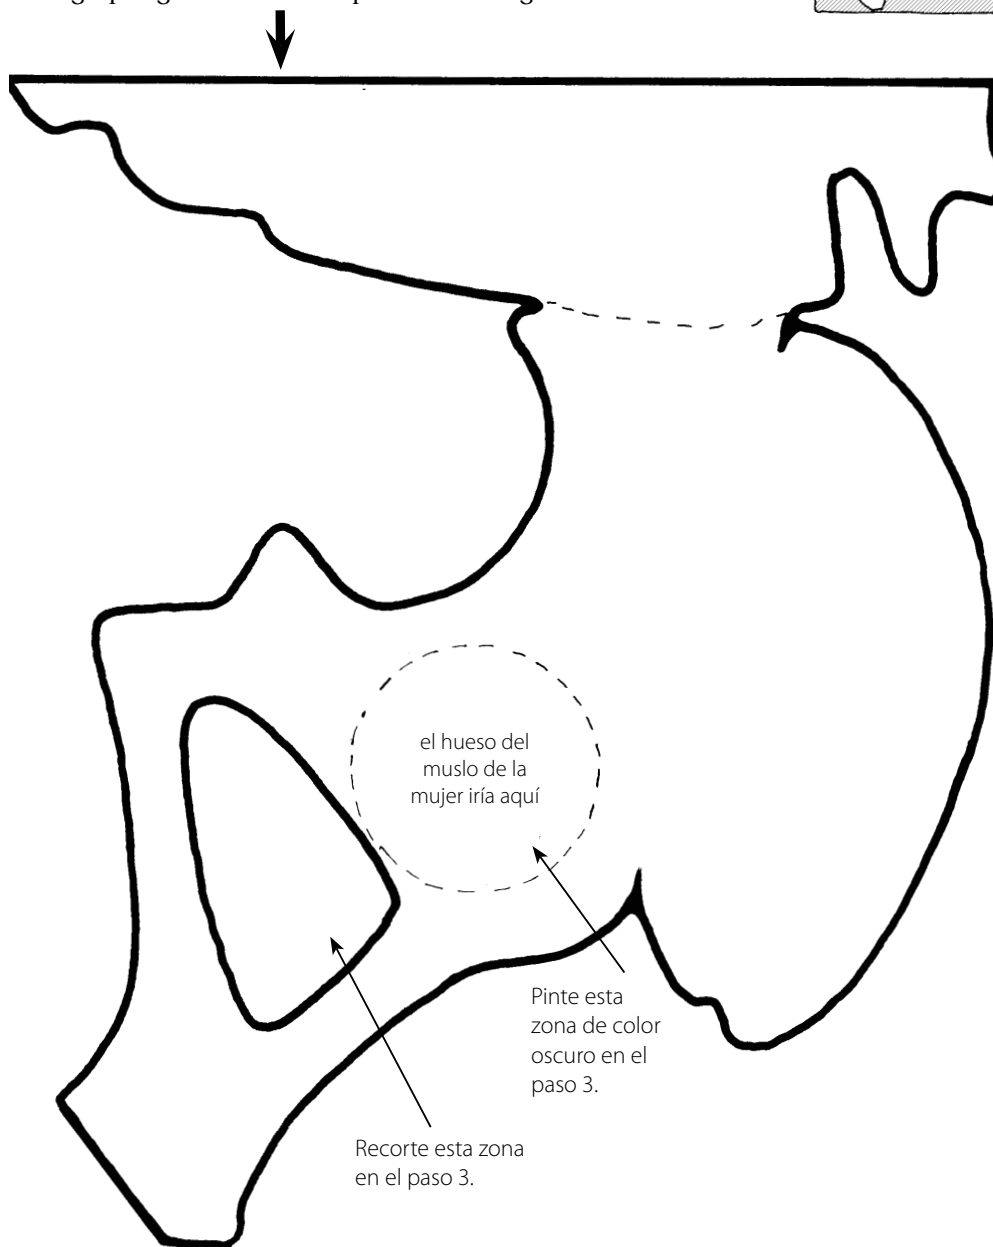 el hueso del
muslo de la
mujer iría aquí
Pinte esta
zona de color
oscuro en el
paso 3.
Recorte esta zona
en el paso 3.